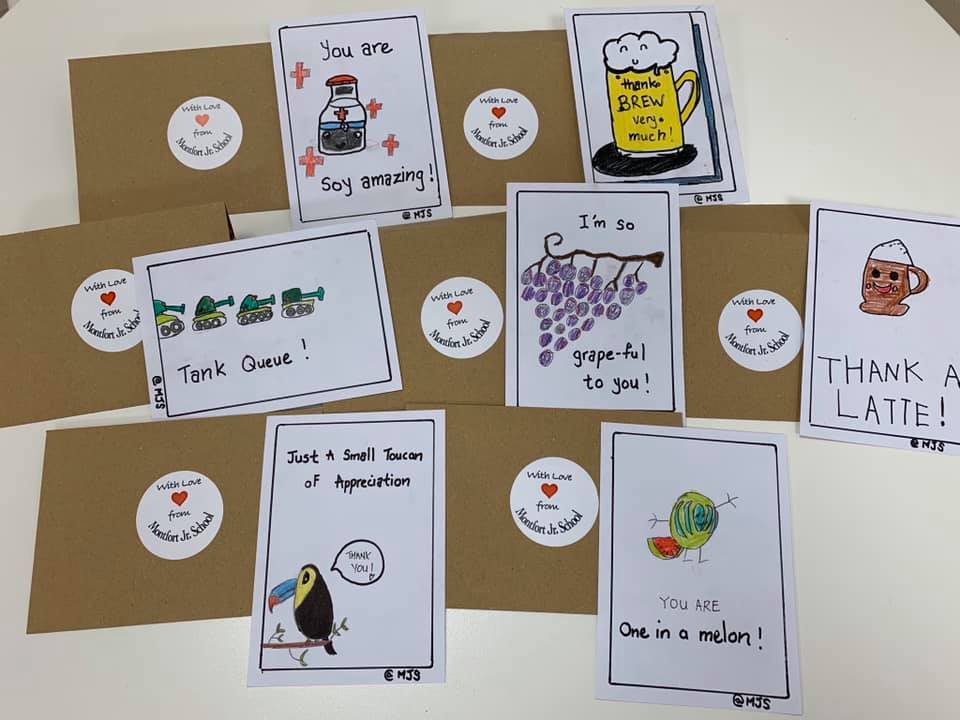 With Love
from
Montfort Jr. School
You are
Soy amazing!
@MJS
With Love
from
Montfort Jr. School
thank
BREW
very
much!
@MJS
With Love
from
Montfort Jr. School
Tank Queue!
@MJS
With Love
from
Montfort Jr. School
I'm so
grape-ful
to you!
With Love
from
Montfort Jr. School
THANK A
LATTE!
@MJS
With Love
from
Montfort Jr. School
Just A Small Toucan
of Appreciation
THANK
YOU!
@MJS
With Love
from
Montfort Jr. School
YOU ARE
One in a melon!
@MJS